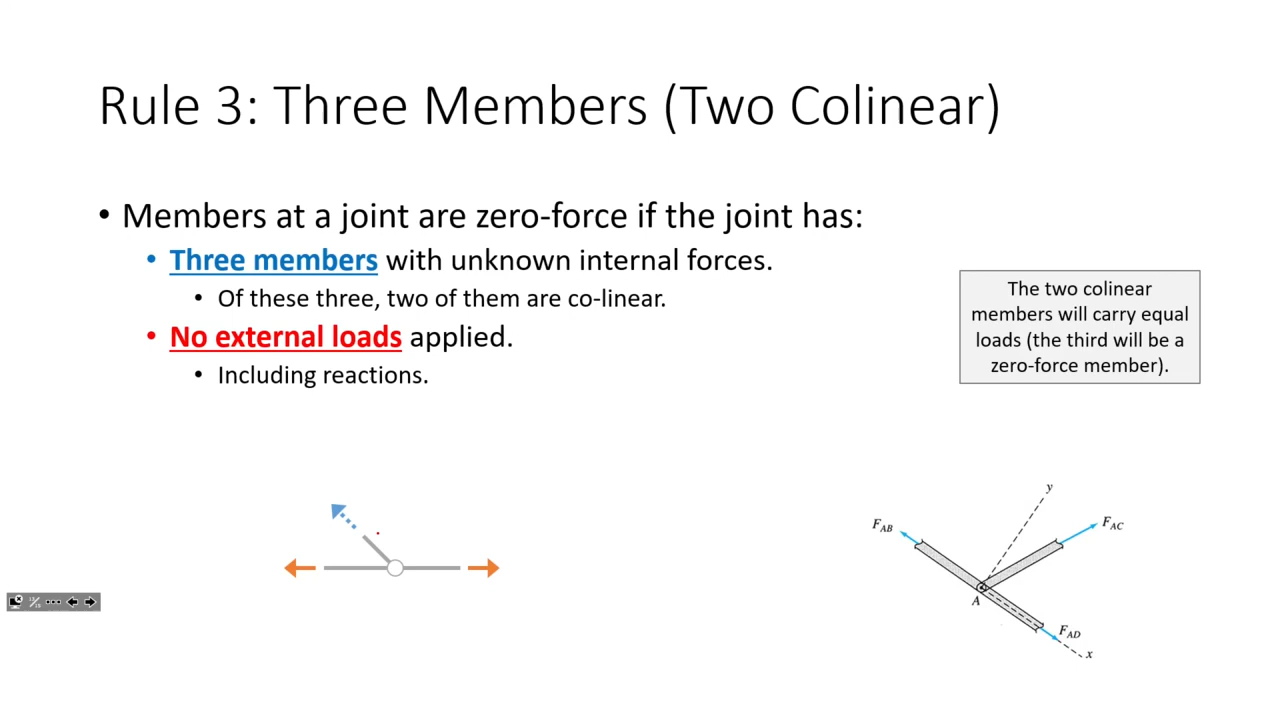 Rule 3: Three Members (Two Colinear)
• Members at a joint are zero-force if the joint has:
• Three members with unknown internal forces.
• Of these three, two of them are co-linear.
• No external loads applied.
• Including reactions.
The two colinear
members will carry equal
loads (the third will be a
zero-force member).
y
F_AB
F_AC
A
F_AD
x